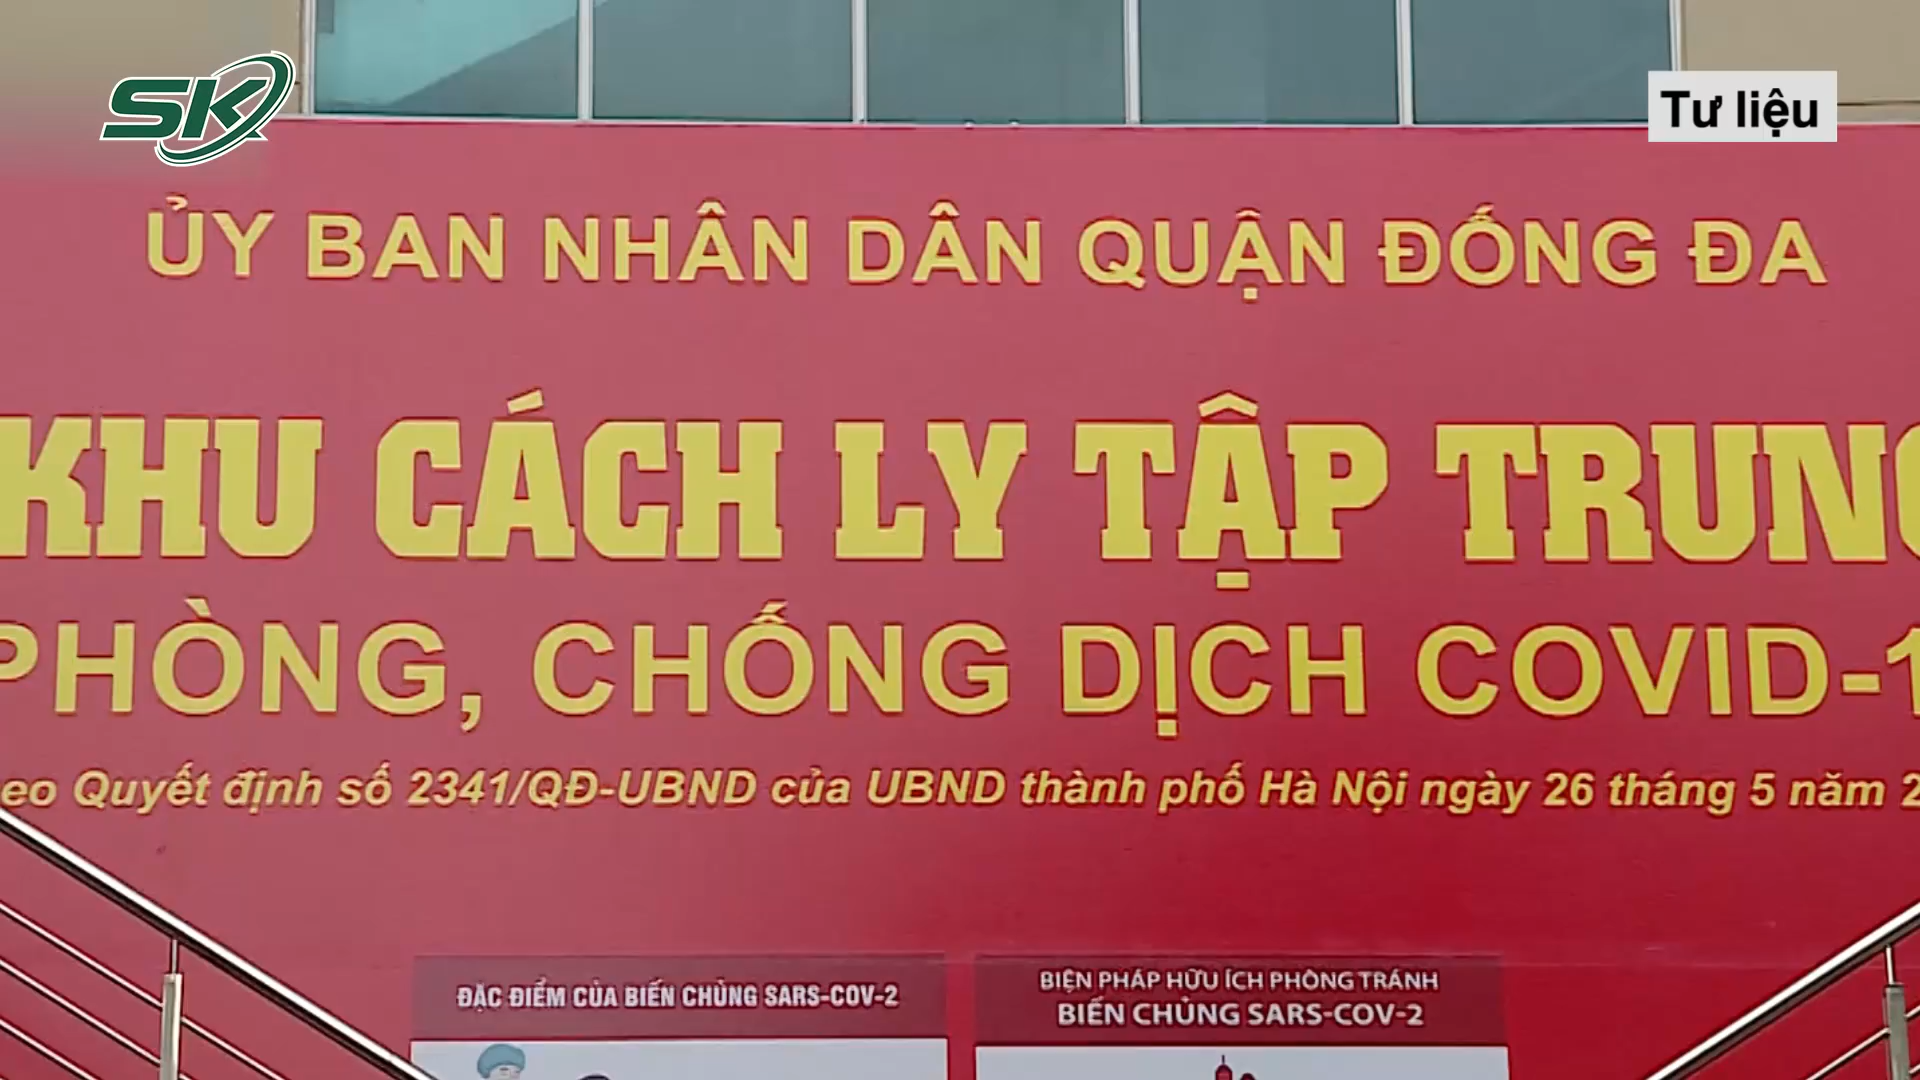 SK
Tư liệu
ỦY BAN NHÂN DÂN QUẬN ĐỐNG ĐA
KHU CÁCH LY TẬP TRUNG
PHÒNG, CHỐNG DỊCH COVID-1
eo Quyết định số 2341/QĐ-UBND của UBND thành phố Hà Nội ngày 26 tháng 5 năm 2
ĐẶC ĐIỂM CỦA BIẾN CHỦNG SARS-COV-2
BIỆN PHÁP HỮU ÍCH PHÒNG TRÁNH
BIẾN CHỦNG SARS-COV-2